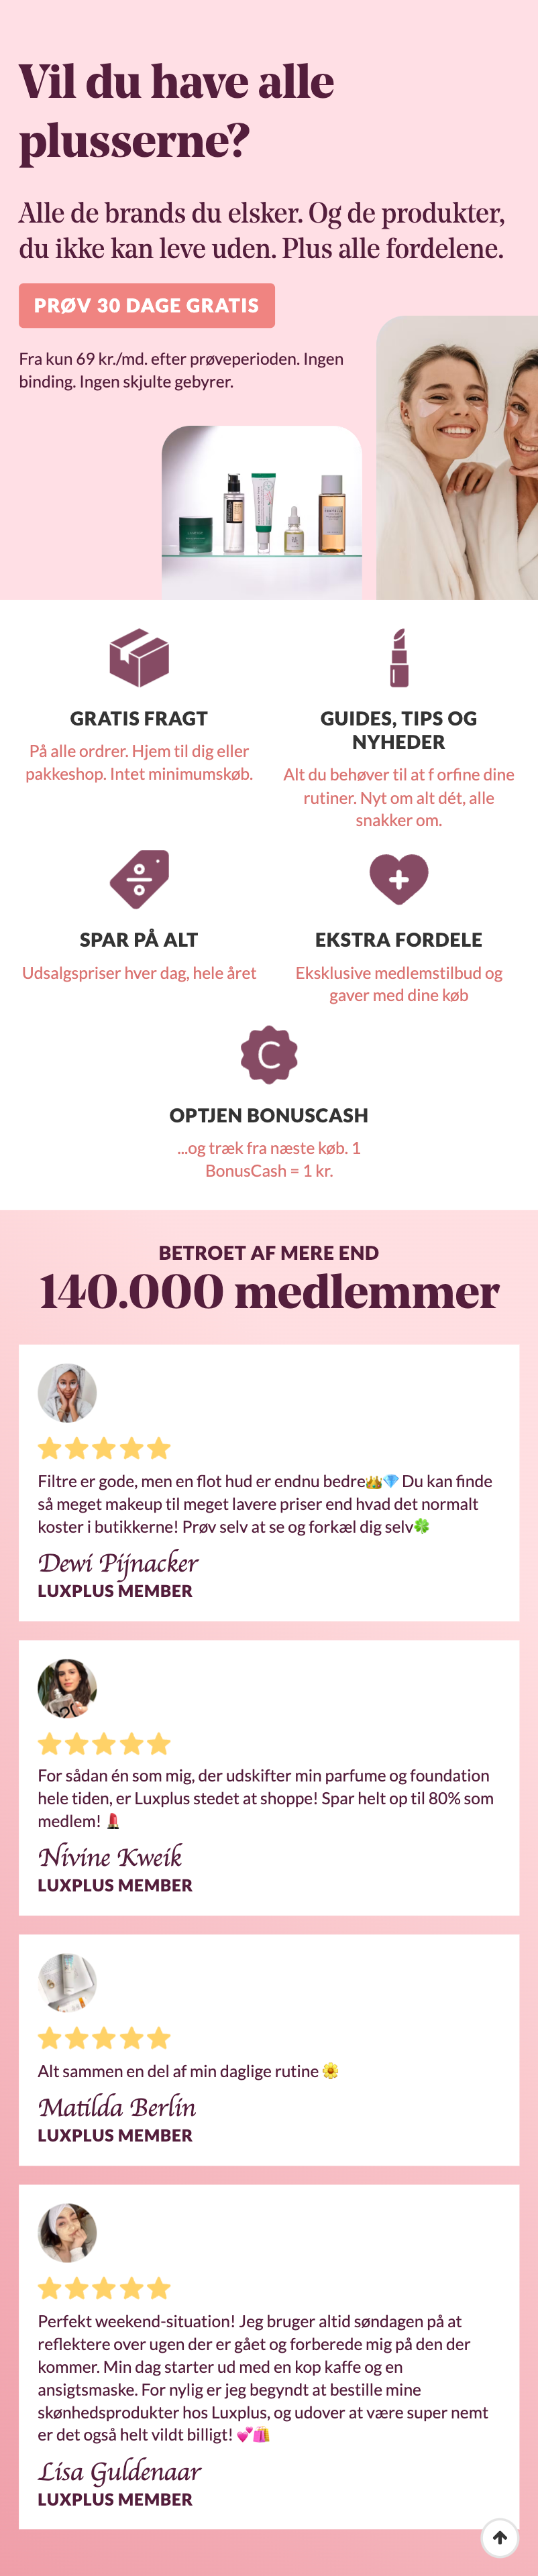 Vil du have alle
plusserne?
Alle de brands du elsker. Og de produkter,
du ikke kan leve uden. Plus alle fordelene.
PRØV 30 DAGE GRATIS
Fra kun 69 kr./md. efter prøveperioden. Ingen
binding. Ingen skjulte gebyrer.
GRATIS FRAGT
På alle ordrer. Hjem til dig eller
pakkeshop. Intet minimumskøb.
GUIDES, TIPS OG
NYHEDER
Alt du behøver til at f orfine dine
rutiner. Nyt om alt dét, alle
snakker om.
SPAR PÅ ALT
Udsalgspriser hver dag, hele året
EKSTRA FORDELE
Eksklusive medlemstilbud og
gaver med dine køb
C
OPTJEN BONUSCASH
...og træk fra næste køb. 1
BonusCash = 1 kr.
BETROET AF MERE END
140.000 medlemmer
Filtre er gode, men en flot hud er endnu bedre👑💎 Du kan finde
så meget makeup til meget lavere priser end hvad det normalt
koster i butikkerne! Prøv selv at se og forkæl dig selv🍀
Dewi Pijnacker
LUXPLUS MEMBER
For sådan én som mig, der udskifter min parfume og foundation
hele tiden, er Luxplus stedet at shoppe! Spar helt op til 80% som
medlem! 💄
Nivine Kweik
LUXPLUS MEMBER
Alt sammen en del af min daglige rutine 🌼
Matilda Berlin
LUXPLUS MEMBER
Perfekt weekend-situation! Jeg bruger altid søndagen på at
reflektere over ugen der er gået og forberede mig på den der
kommer. Min dag starter ud med en kop kaffe og en
ansigtsmaske. For nylig er jeg begyndt at bestille mine
skønhedsprodukter hos Luxplus, og udover at være super nemt
er det også helt vildt billigt! 💕🛍️
Lisa Guldenaar
LUXPLUS MEMBER